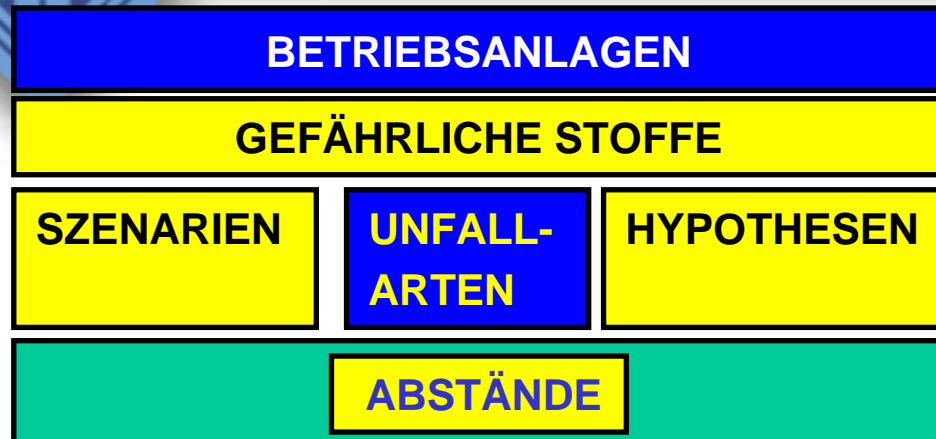 BETRIEBSANLAGEN
GEFÄHRLICHE STOFFE
SZENARIEN
UNFALL-
ARTEN
HYPOTHESEN
ABSTÄNDE